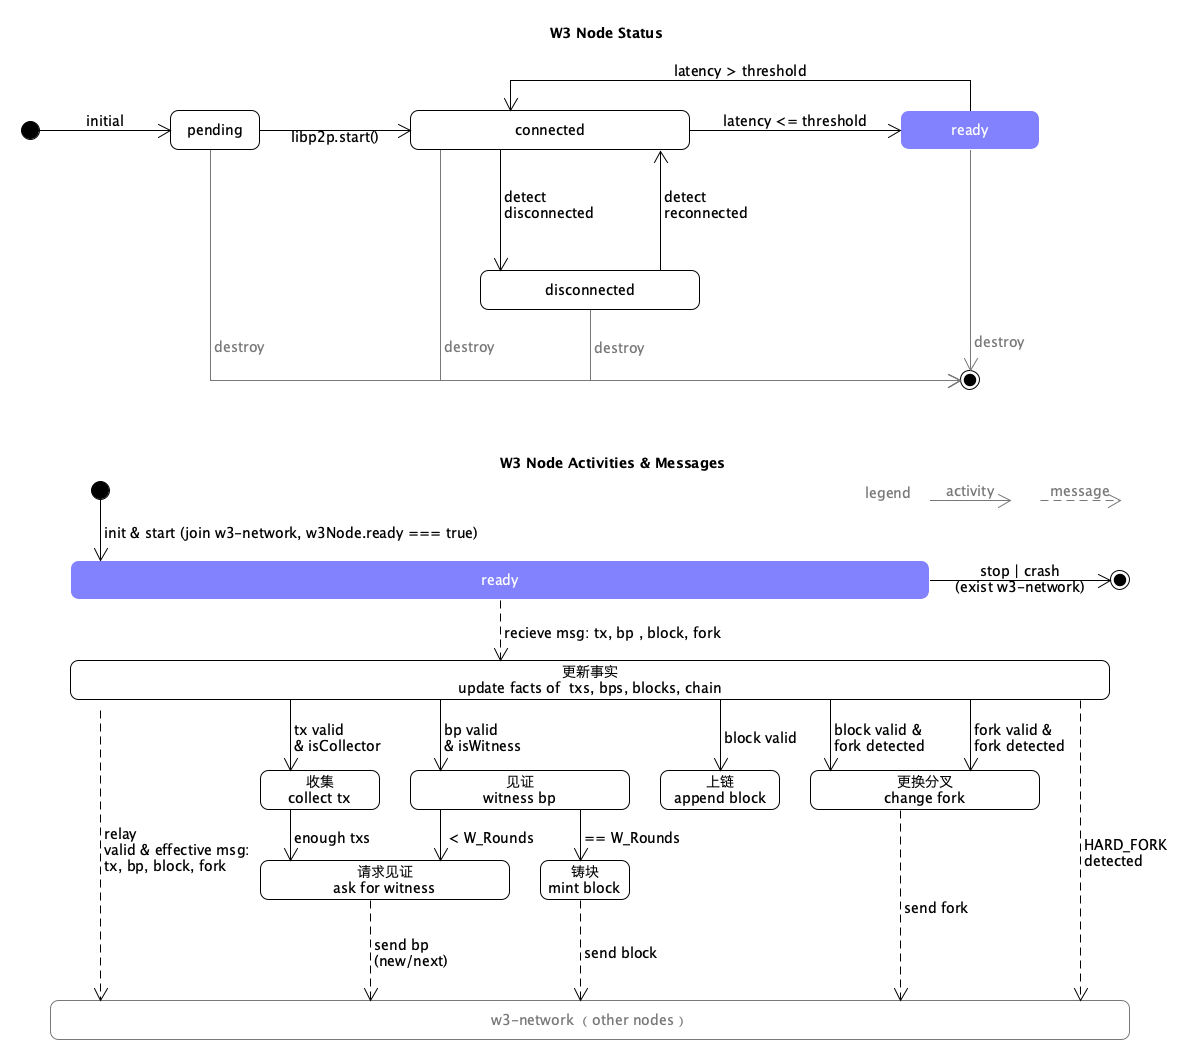 W3 Node Status
latency > threshold
initial
pending
libp2p.start()
connected
latency <= threshold
ready
detect
disconnected
detect
reconnected
disconnected
destroy
destroy
destroy
destroy
W3 Node Activities & Messages
legend
activity
message
init & start (join w3-network, w3Node.ready === true)
ready
stop | crash
(exist w3-network)
recieve msg: tx, bp , block, fork
更新事实
update facts of  txs, bps, blocks, chain
tx valid
& isCollector
bp valid
& isWitness
block valid
block valid &
fork detected
fork valid &
fork detected
收集
collect tx
见证
witness bp
上链
append block
更换分叉
change fork
relay
valid & effective msg:
tx, bp, block, fork
enough txs
< W_Rounds
== W_Rounds
HARD_FORK
detected
请求见证
ask for witness
铸块
mint block
send fork
send bp
(new/next)
send block
w3-network（other nodes）